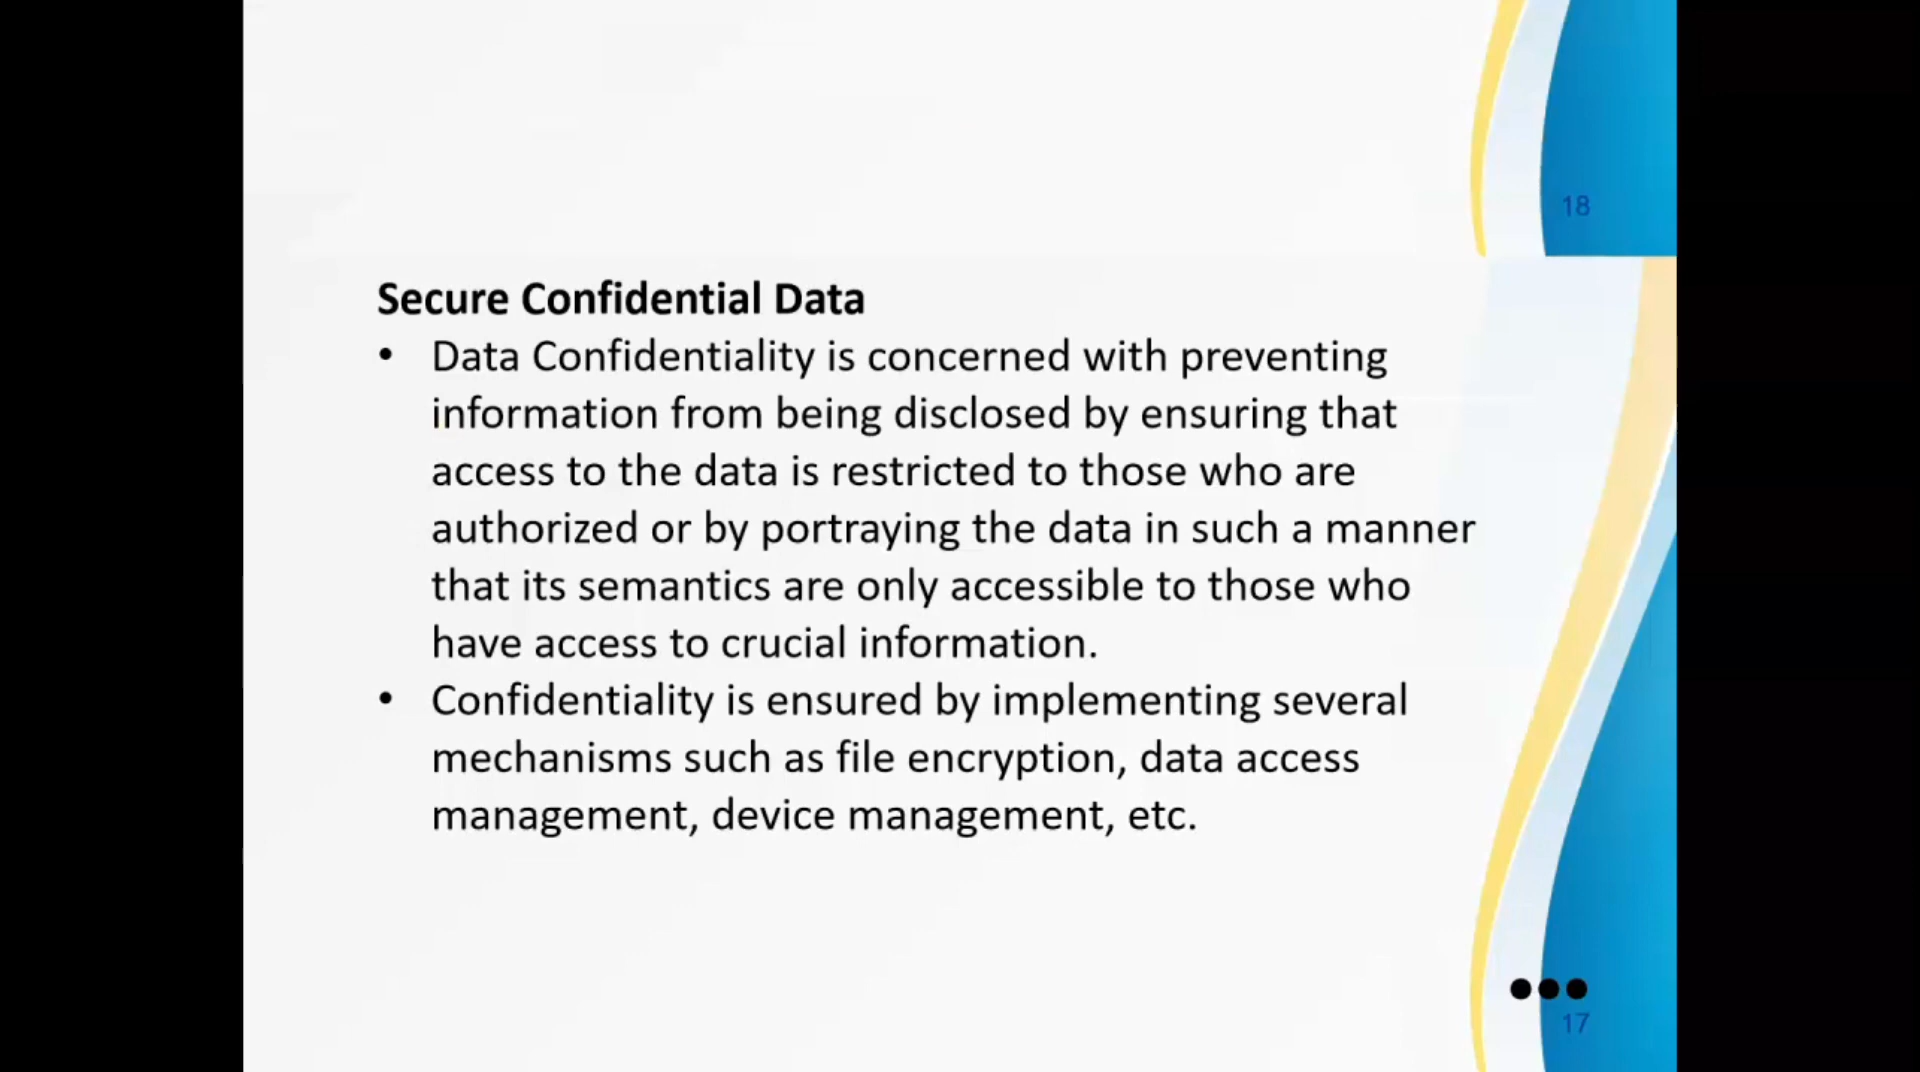 18
Secure Confidential Data
• Data Confidentiality is concerned with preventing
information from being disclosed by ensuring that
access to the data is restricted to those who are
authorized or by portraying the data in such a manner
that its semantics are only accessible to those who
have access to crucial information.
• Confidentiality is ensured by implementing several
mechanisms such as file encryption, data access
management, device management, etc.
17